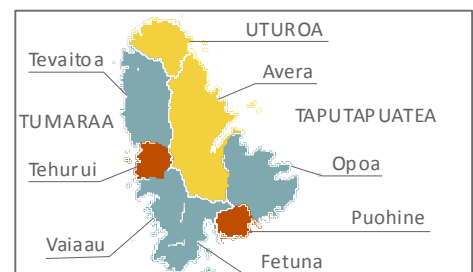 UTUROA
Tevaitoa
Avera
TUMARAA
TAPUTAPUATEA
Tehurui
Opoa
Puohine
Vaiaau
Fetuna